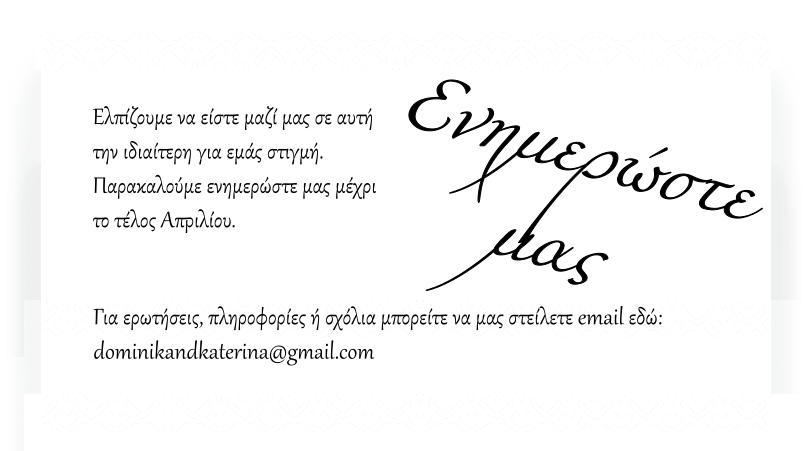 Ελπίζουμε να είστε μαζί μας σε αυτή
την ιδιαίτερη για εμάς στιγμή.
Παρακαλούμε ενημερώστε μας μέχρι
το τέλος Απριλίου.
Ενημερώστε
μας
Για ερωτήσεις, πληροφορίες ή σχόλια μπορείτε να μας στείλετε email εδώ:
dominikandkaterina@gmail.com